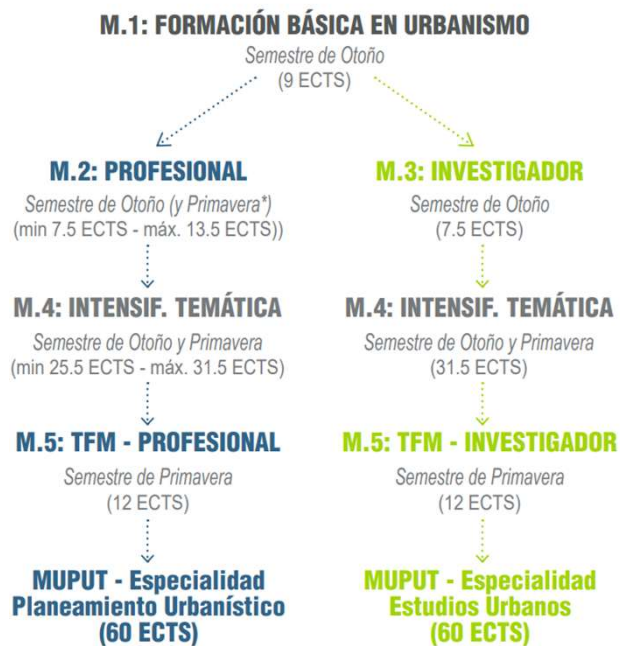 M.1: FORMACIÓN BÁSICA EN URBANISMO
Semestre de Otoño
(9 ECTS)
M.2: PROFESIONAL
Semestre de Otoño (y Primavera*)
(min 7.5 ECTS - máx. 13.5 ECTS))
M.4: INTENSIF. TEMÁTICA
Semestre de Otoño y Primavera
(min 25.5 ECTS - máx. 31.5 ECTS)
M.5: TFM - PROFESIONAL
Semestre de Primavera
(12 ECTS)
MUPUT - Especialidad
Planeamiento Urbanístico
(60 ECTS)
M.3: INVESTIGADOR
Semestre de Otoño
(7.5 ECTS)
M.4: INTENSIF. TEMÁTICA
Semestre de Otoño y Primavera
(31.5 ECTS)
M.5: TFM - INVESTIGADOR
Semestre de Primavera
(12 ECTS)
MUPUT - Especialidad
Estudios Urbanos
(60 ECTS)